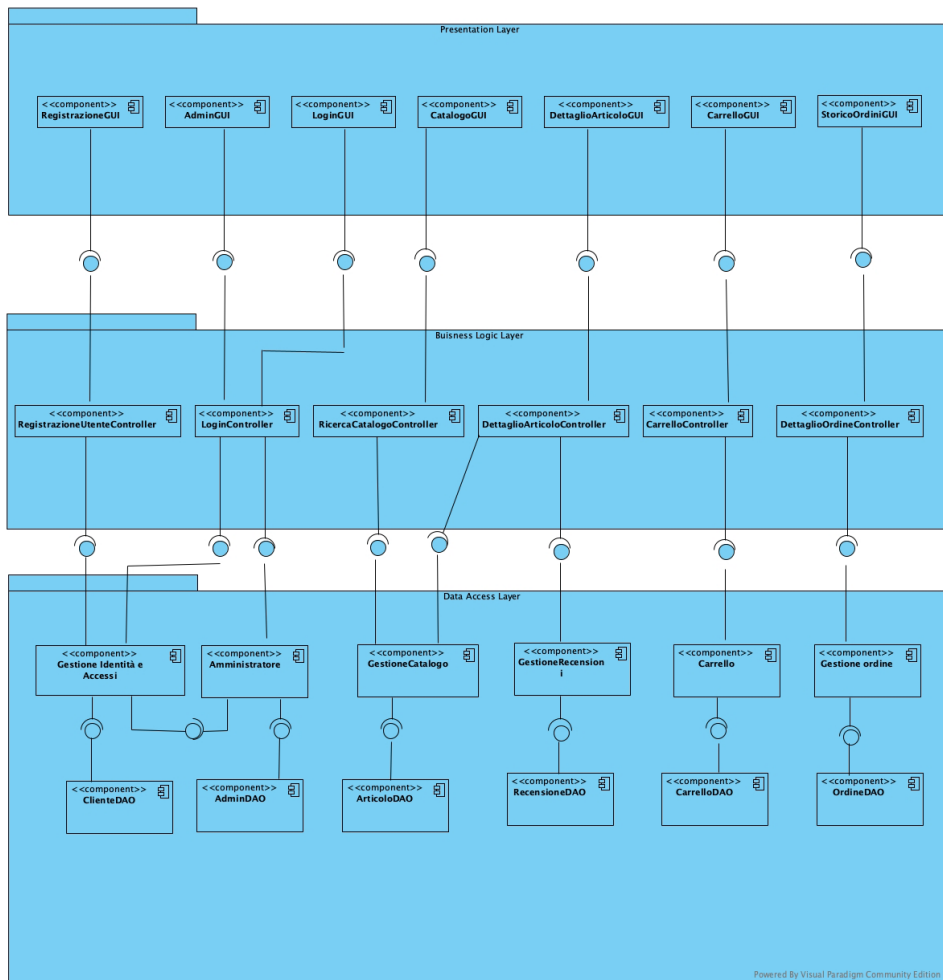 Presentation Layer
<<component>>
RegistrazioneGUI
<<component>>
AdminGUI
<<component>>
LoginGUI
<<component>>
CatalogoGUI
<<component>>
DettaglioArticoloGUI
<<component>>
CarrelloGUI
<<component>>
StoricoOrdiniGUI
Buisness Logic Layer
<<component>>
RegistrazioneUtenteController
<<component>>
LoginController
<<component>>
RicercaCatalogoController
<<component>>
DettaglioArticoloController
<<component>>
CarrelloController
<<component>>
DettaglioOrdineController
Data Access Layer
<<component>>
Gestione Identità e
Accessi
<<component>>
Amministratore
<<component>>
GestioneCatalogo
<<component>>
GestioneRecension
i
<<component>>
Carrello
<<component>>
Gestione ordine
<<component>>
ClienteDAO
<<component>>
AdminDAO
<<component>>
ArticoloDAO
<<component>>
RecensioneDAO
<<component>>
CarrelloDAO
<<component>>
OrdineDAO
Powered By Visual Paradigm Community Edition